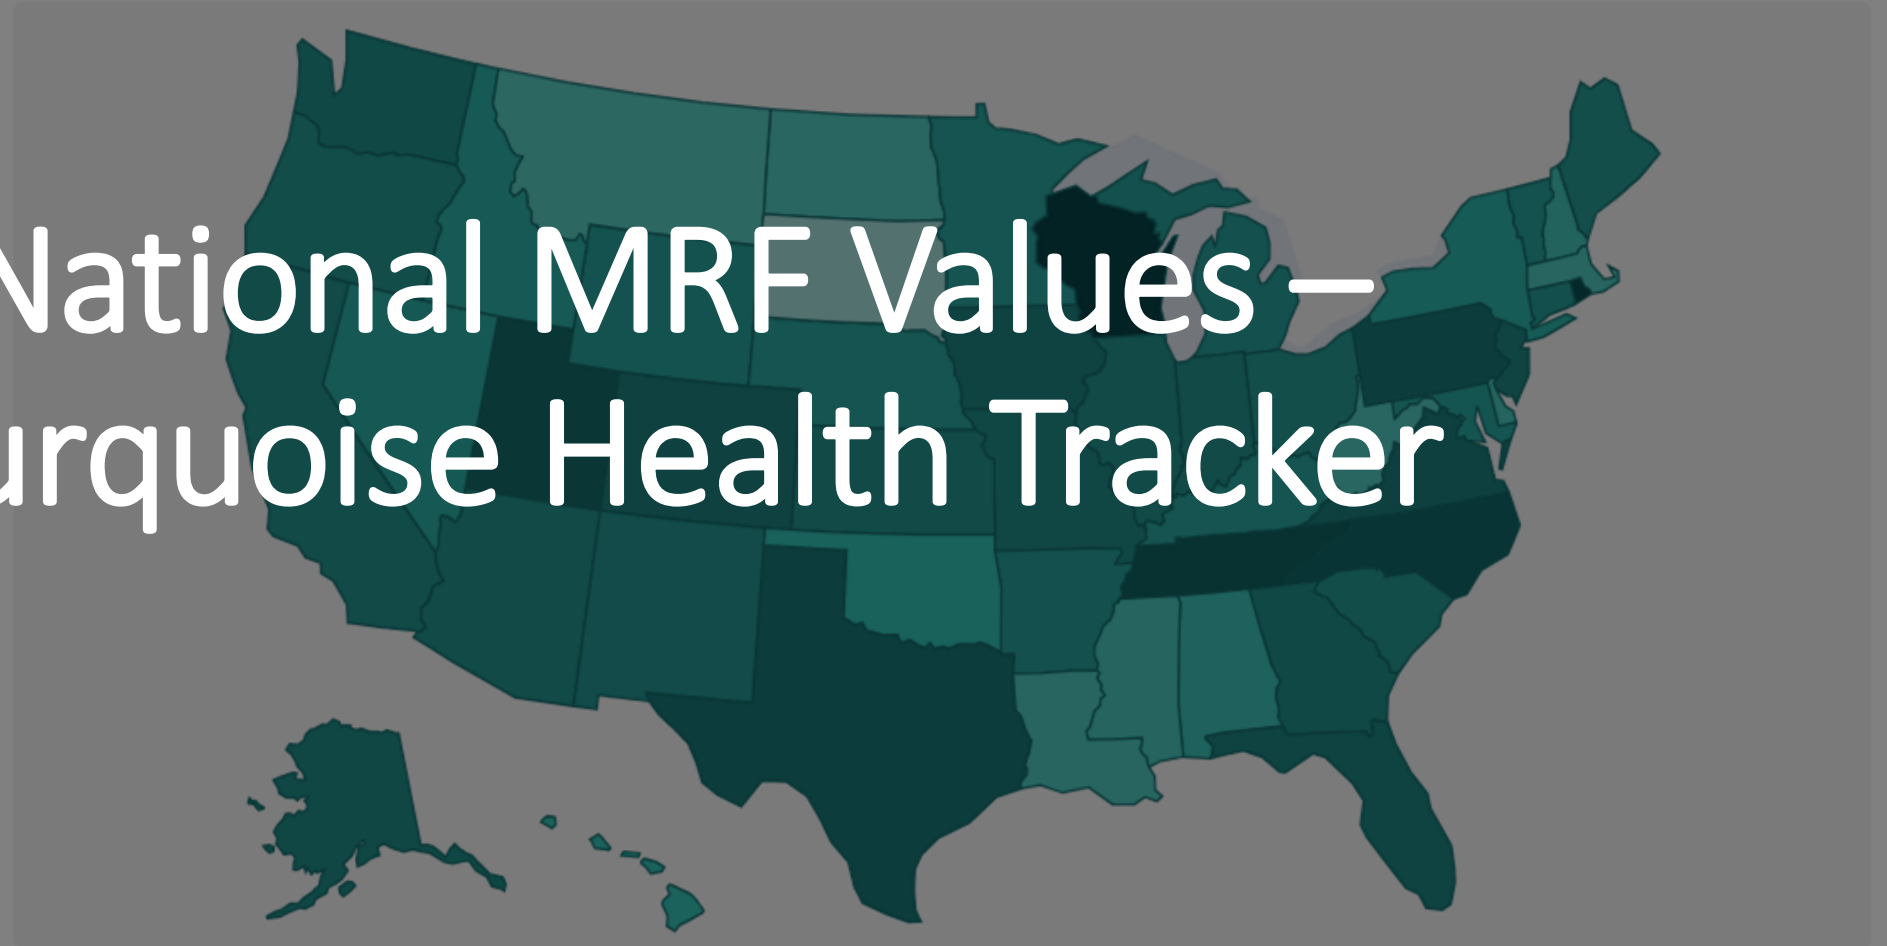 National MRF Values –
urquoise Health Tracker